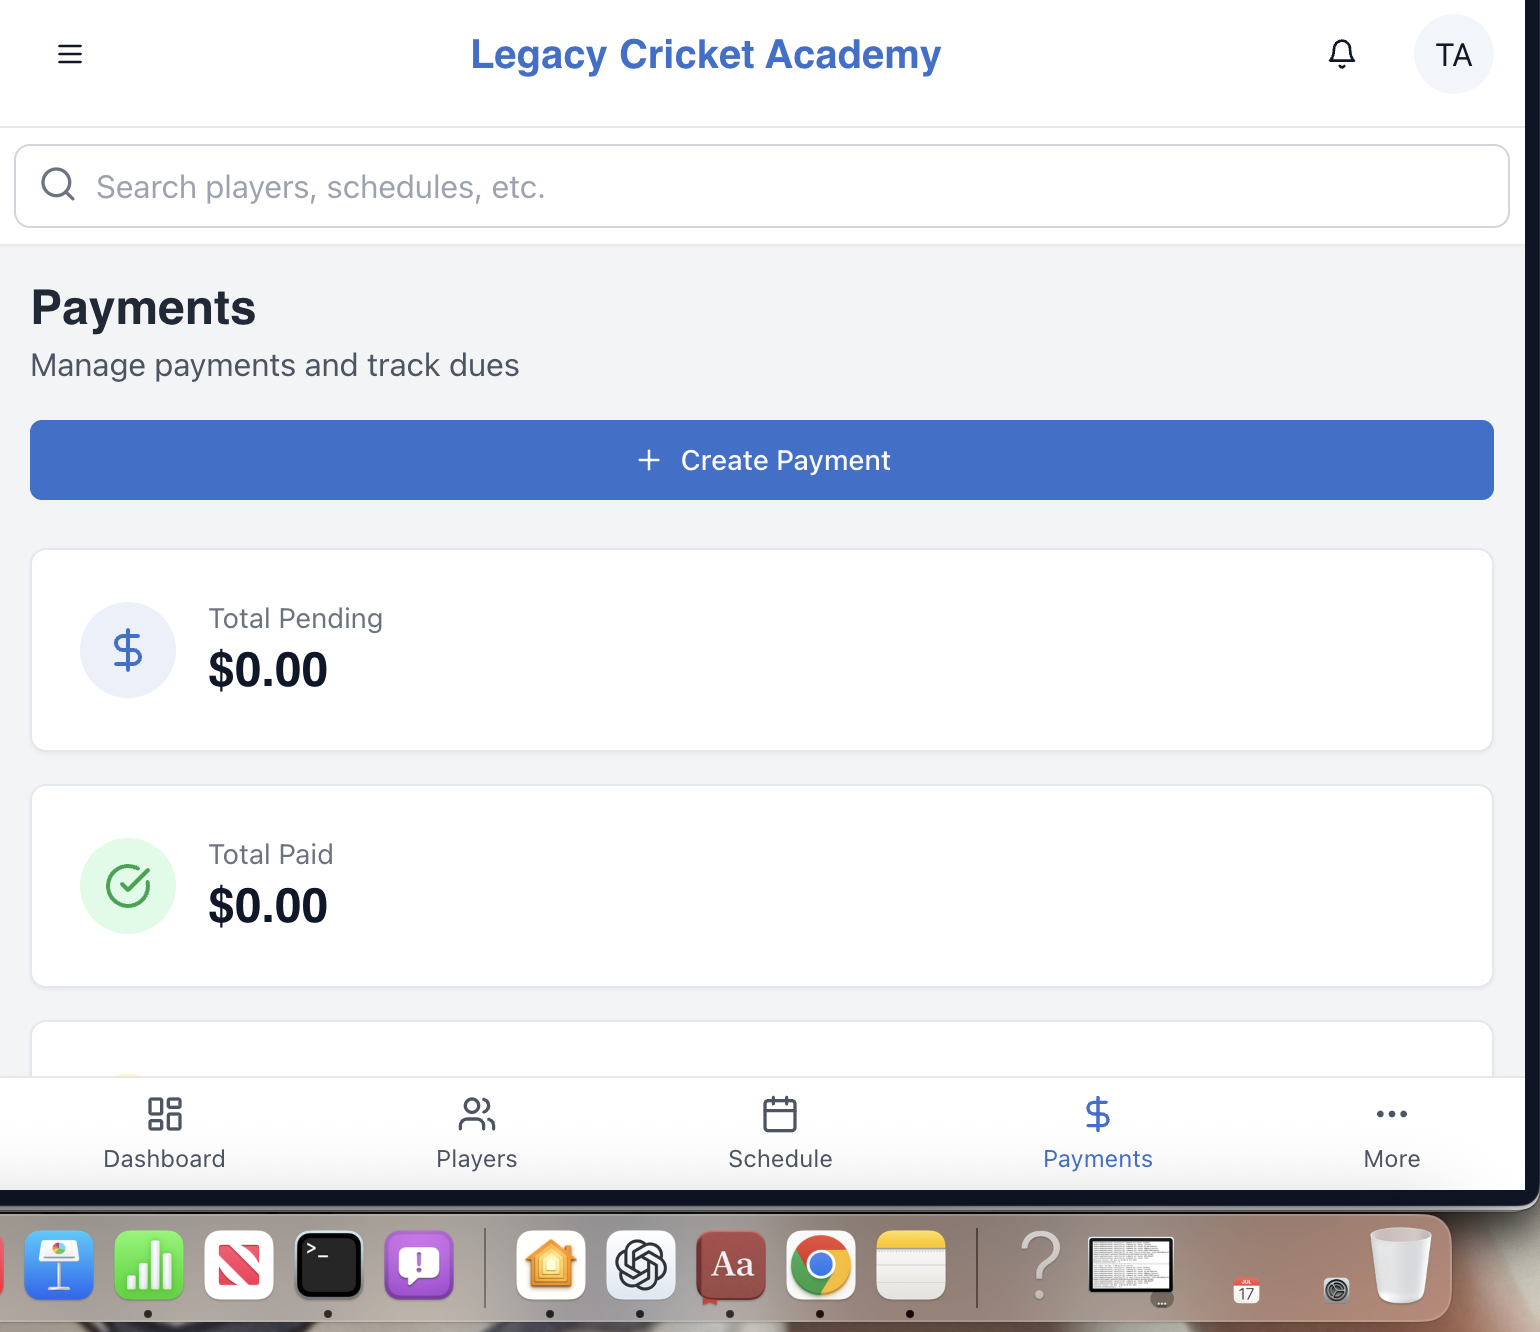 Legacy Cricket Academy
TA
Search players, schedules, etc.
Payments
Manage payments and track dues
+ Create Payment
Total Pending
$0.00
Total Paid
$0.00
Dashboard
Players
Schedule
Payments
More
>_
Aa
JUL
17